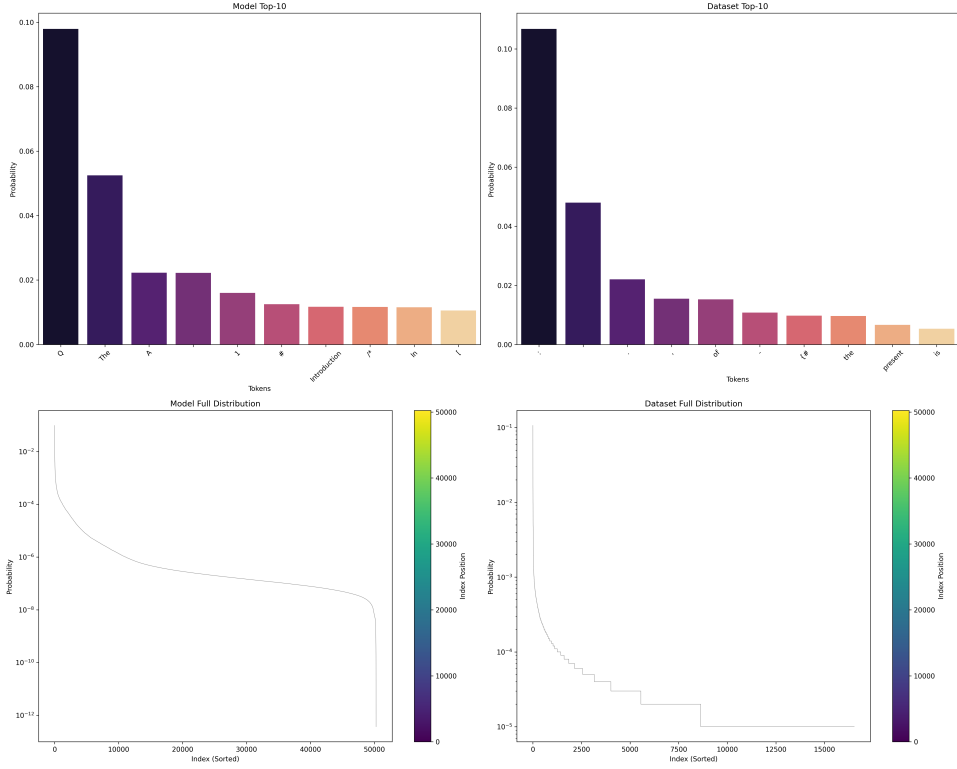 Model Top-10
Probability
0.10
0.08
0.06
0.04
0.02
0.00
Q
The
A
1
#
Introduction
/*
In
[
Tokens
Dataset Top-10
Probability
0.10
0.08
0.06
0.04
0.02
0.00
of
{#
the
present
is
Tokens
Model Full Distribution
Probability
10⁻²
10⁻⁴
10⁻⁶
10⁻⁸
10⁻¹⁰
10⁻¹²
0
10000
20000
30000
40000
50000
Index (Sorted)
50000
40000
30000
20000
10000
0
Index Position
Dataset Full Distribution
Probability
10⁻¹
10⁻²
10⁻³
10⁻⁴
10⁻⁵
0
2500
5000
7500
10000
12500
15000
Index (Sorted)
50000
40000
30000
20000
10000
0
Index Position